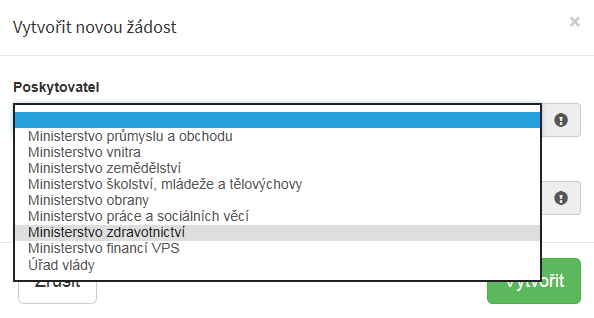 Vytvořit novou žádost
×
Poskytovatel
Ministerstvo průmyslu a obchodu
Ministerstvo vnitra
Ministerstvo zemědělství
Ministerstvo školství, mládeže a tělovýchovy
Ministerstvo obrany
Ministerstvo práce a sociálních věcí
Ministerstvo zdravotnictví
Ministerstvo financí VPS
Úřad vlády
Zrušit
Vytvořit